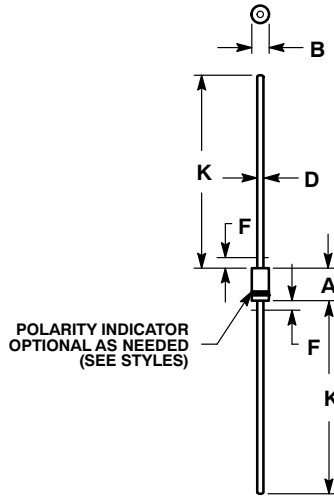 B
K
D
F
A
POLARITY INDICATOR
OPTIONAL AS NEEDED
(SEE STYLES)
F
K